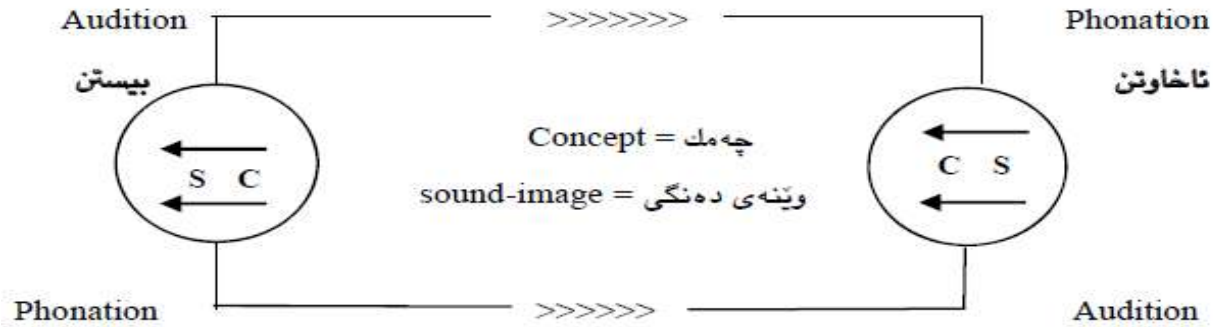 Audition >>>>>>> Phonation
بیستن ئاخاوتن
Concept = چەمك
S C C S
sound-image = وێنەی دەنگی
Phonation >>>>>> Audition